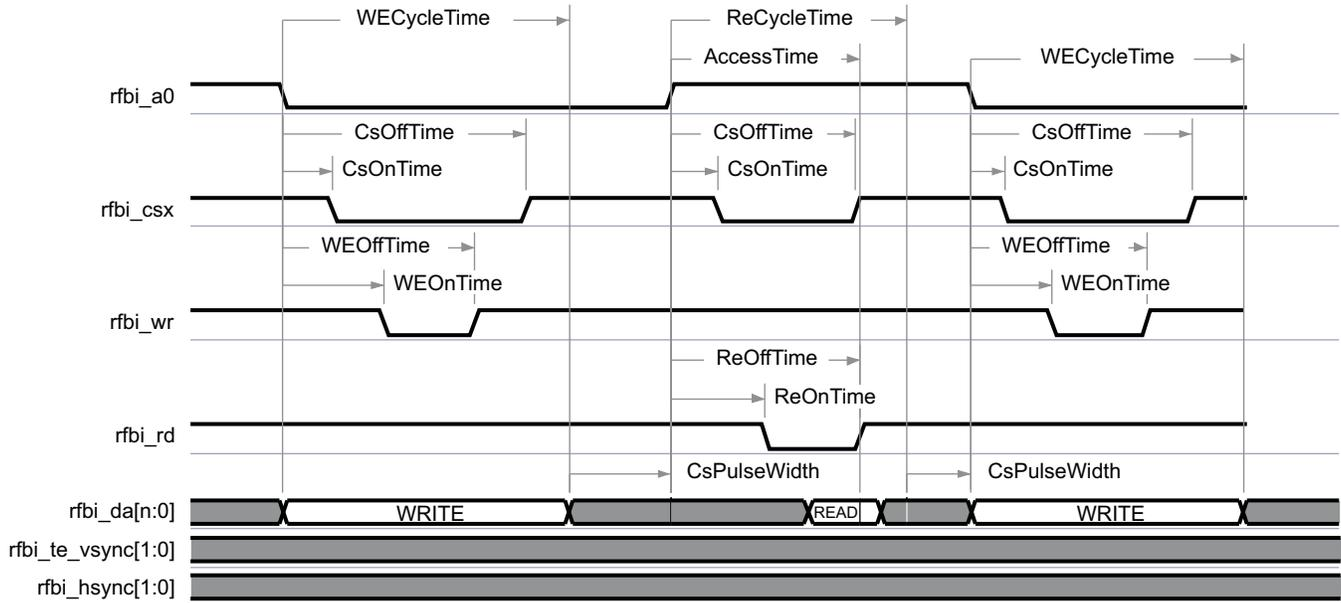 WECycleTime ReCycleTime
AccessTime WECycleTime
rfbi_a0
CsOffTime CsOffTime CsOffTime
CsOnTime CsOnTime CsOnTime
rfbi_csx
WEOffTime WEOffTime
WEOnTime WEOnTime
rfbi_wr
ReOffTime
ReOnTime
rfbi_rd
CsPulseWidth CsPulseWidth
rfbi_da[n:0] WRITE READ WRITE
rfbi_te_vsync[1:0]
rfbi_hsync[1:0]